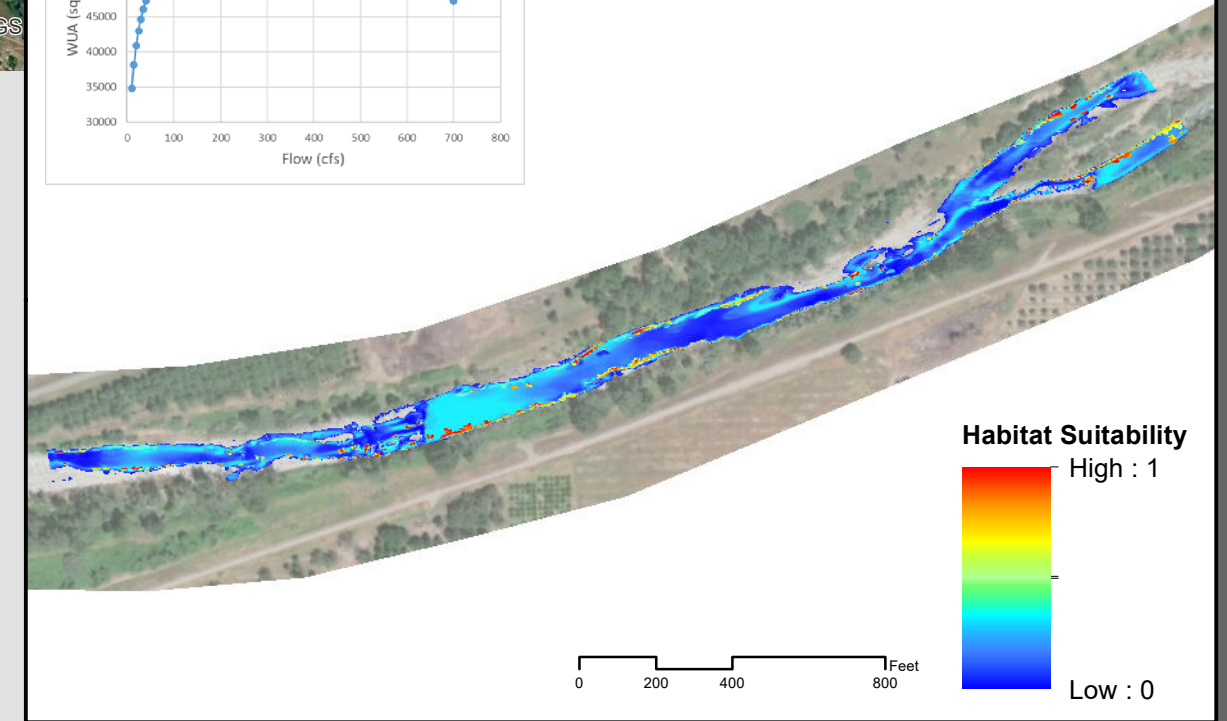 GS
WUA (sq
45000
40000
35000
30000
0 100 200 300 400 500 600 700 800
Flow (cfs)
Habitat Suitability
High : 1
=
Low : 0
Feet
0 200 400 800